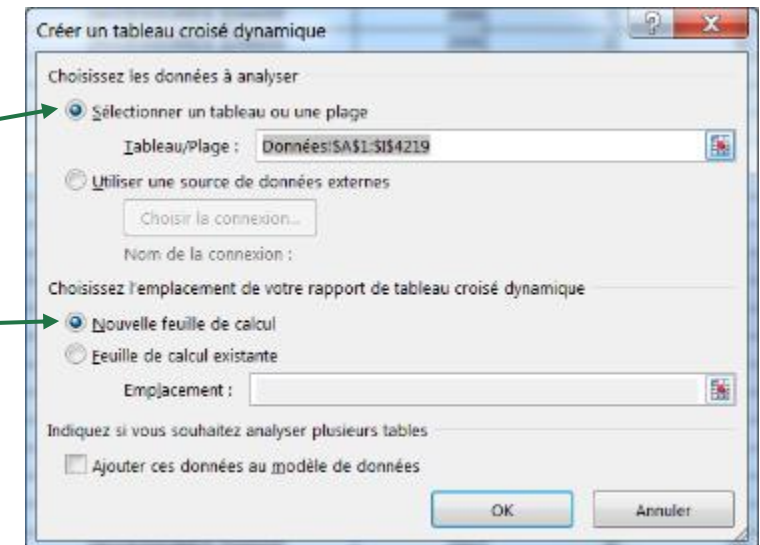 Créer un tableau croisé dynamique
Choisissez les données à analyser
Sélectionner un tableau ou une plage
Tableau/Plage : Données!$A$1:$I$4219
Utiliser une source de données externes
Choisir la connexion...
Nom de la connexion :
Choisissez l'emplacement de votre rapport de tableau croisé dynamique
Nouvelle feuille de calcul
Feuille de calcul existante
Emplacement :
Indiquez si vous souhaitez analyser plusieurs tables
Ajouter ces données au modèle de données
OK Annuler